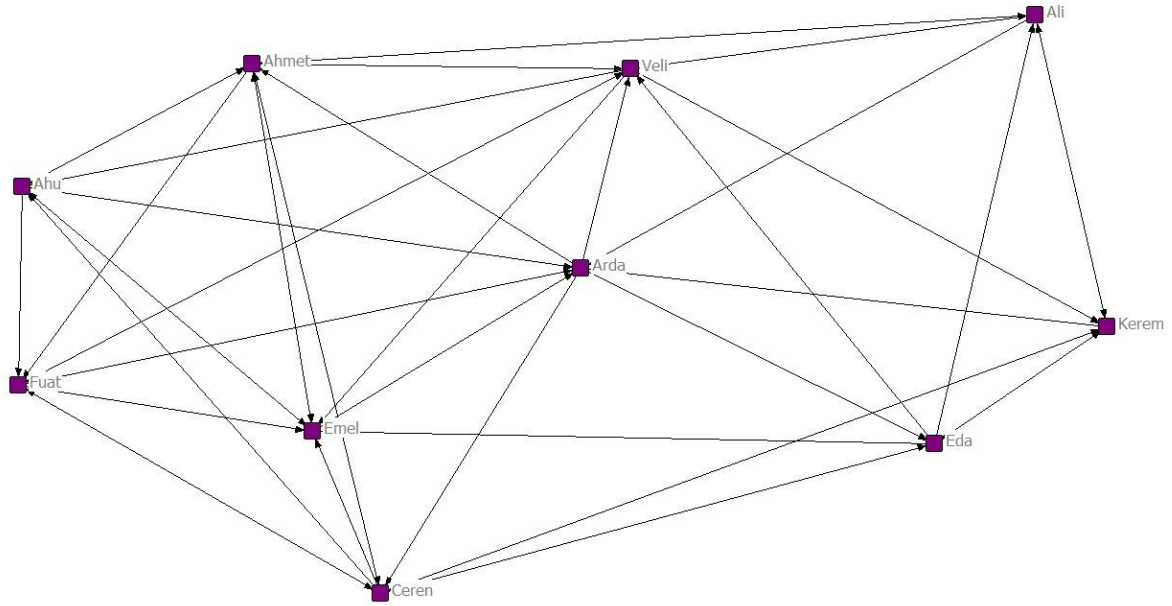 Ali
Ahmet
Veli
Ahu
Arda
Kerem
Fuat
Emel
Eda
Ceren